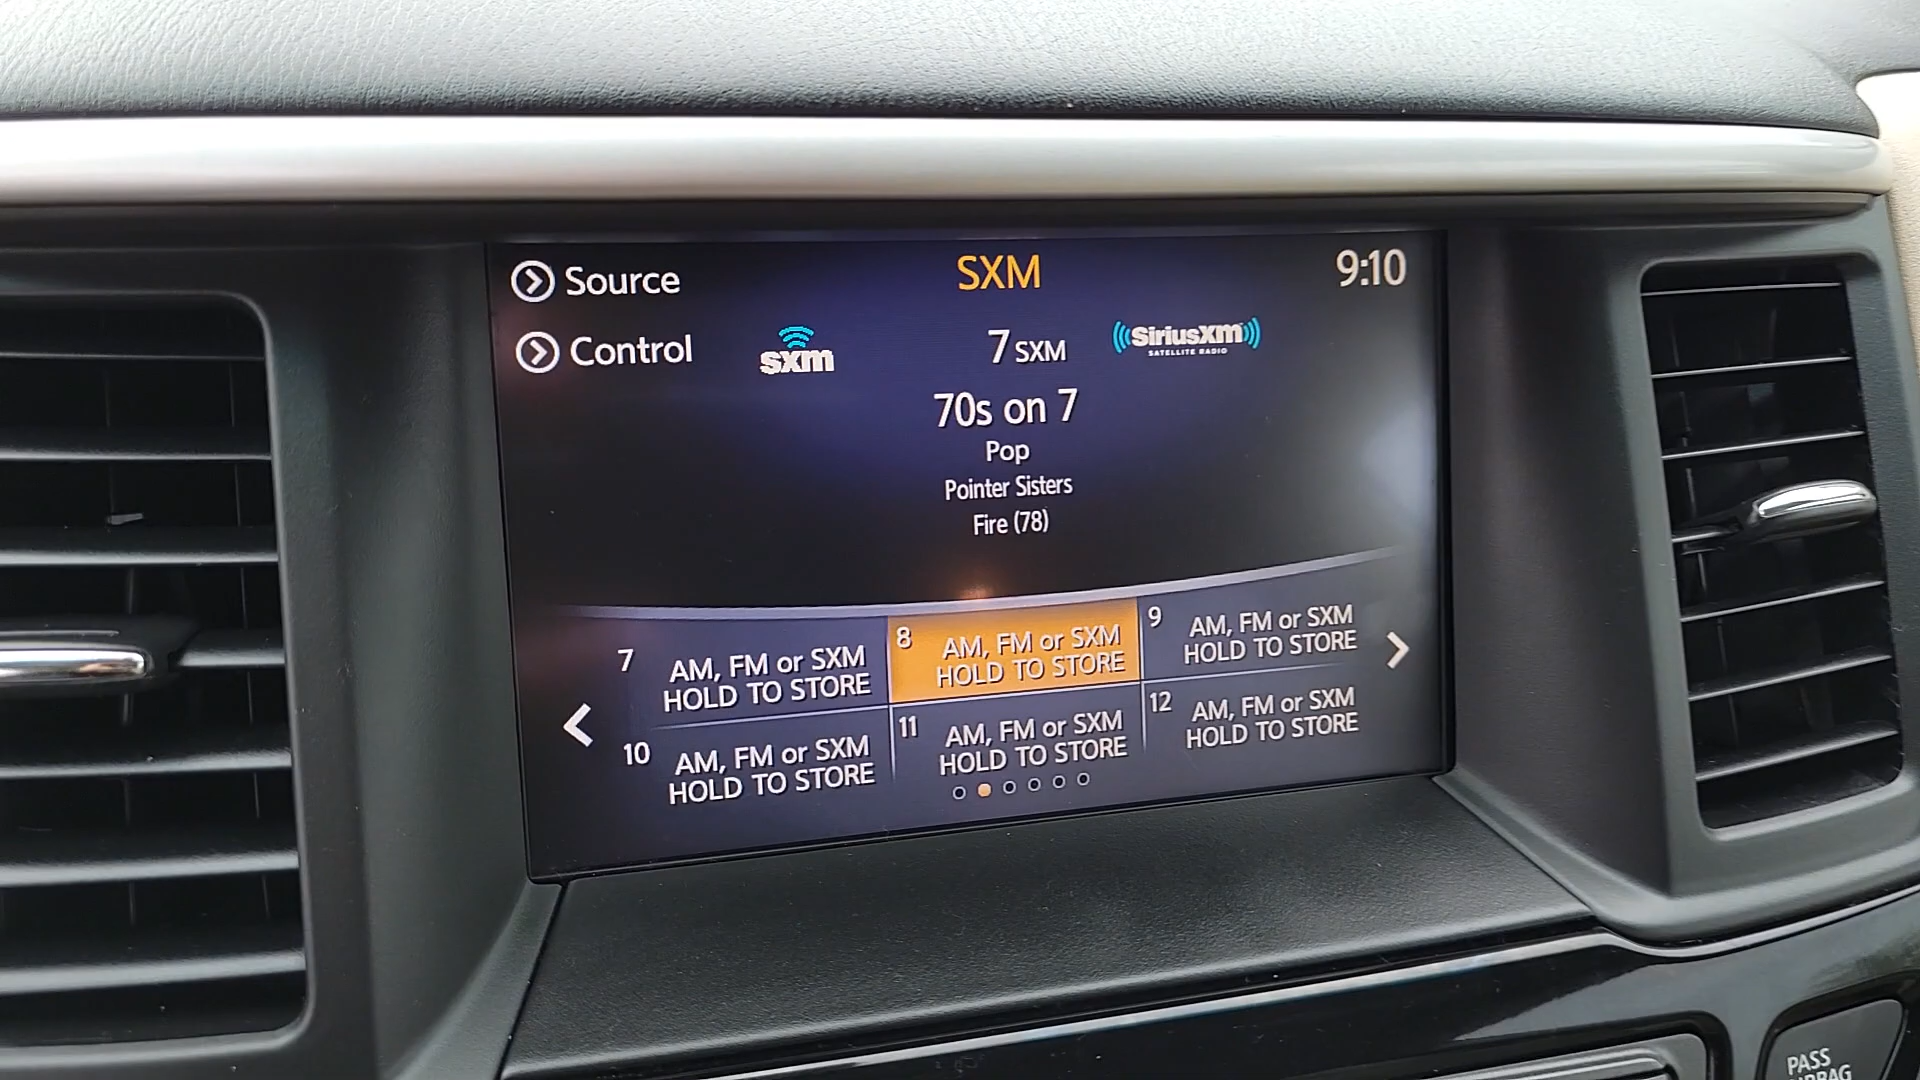 Source
SXM
9:10
Control
sxm
7 SXM
SiriusXM
SATELLITE RADIO
70s on 7
Pop
Pointer Sisters
Fire (78)
7
AM, FM or SXM
HOLD TO STORE
8
AM, FM or SXM
HOLD TO STORE
9
AM, FM or SXM
HOLD TO STORE
10
AM, FM or SXM
HOLD TO STORE
11
AM, FM or SXM
HOLD TO STORE
12
AM, FM or SXM
HOLD TO STORE
PASS